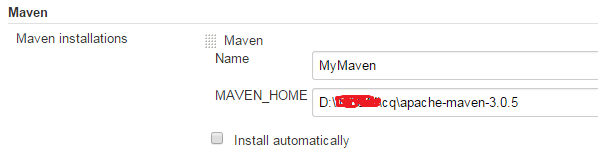 Maven
Maven installations
Maven
Name
MyMaven
MAVEN_HOME
D:\ \cq\apache-maven-3.0.5
Install automatically